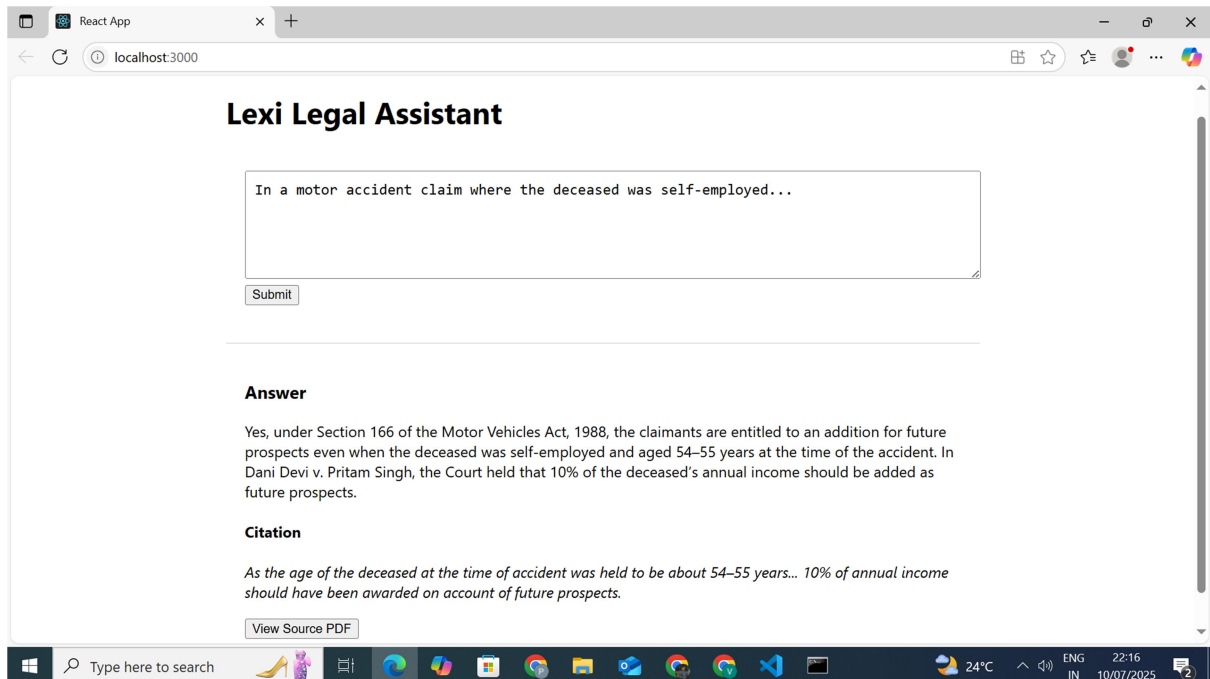 React App
localhost:3000
Lexi Legal Assistant
In a motor accident claim where the deceased was self-employed...
Submit
Answer
Yes, under Section 166 of the Motor Vehicles Act, 1988, the claimants are entitled to an addition for future
prospects even when the deceased was self-employed and aged 54–55 years at the time of the accident. In
Dani Devi v. Pritam Singh, the Court held that 10% of the deceased’s annual income should be added as
future prospects.
Citation
As the age of the deceased at the time of accident was held to be about 54–55 years... 10% of annual income
should have been awarded on account of future prospects.
View Source PDF
Type here to search
24°C
ENG
IN
22:16
10/07/2025
2